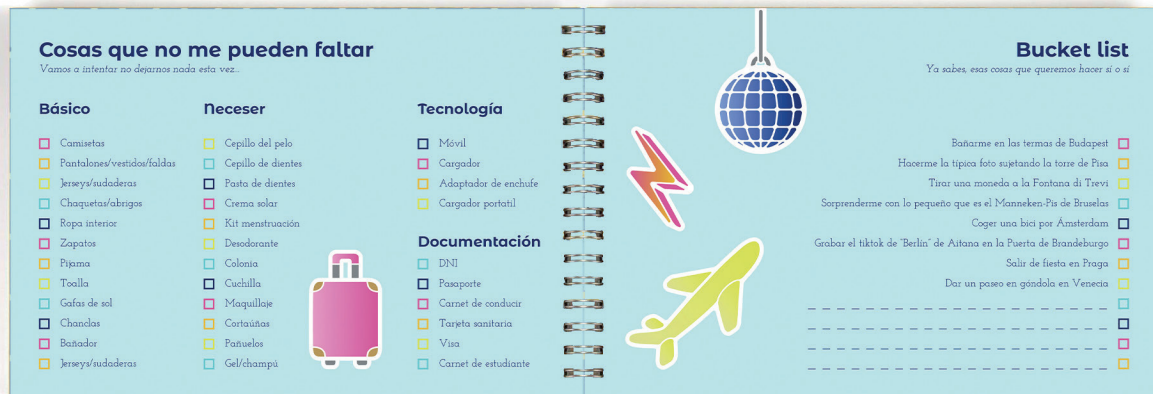 Cosas que no me pueden faltar
Vamos a intentar no dejarnos nada esta vez...
Básico
Camisetas
Pantalones/vestidos/faldas
Jerseys/sudaderas
Chaquetas/abrigos
Ropa interior
Zapatos
Pijama
Toalla
Gafas de sol
Chanclas
Bañador
Jerseys/sudaderas
Neceser
Cepillo del pelo
Cepillo de dientes
Pasta de dientes
Crema solar
Kit menstruación
Desodorante
Colonia
Cuchilla
Maquillaje
Cortaúñas
Pañuelos
Gel/champú
Tecnología
Móvil
Cargador
Adaptador de enchufe
Cargador portatil
Documentación
DNI
Pasaporte
Carnet de conducir
Tarjeta sanitaria
Visa
Carnet de estudiante
Bucket list
Ya sabes, esas cosas que queremos hacer si o si
Bañarme en las termas de Budapest
Hacerme la típica foto sujetando la torre de Pisa
Tirar una moneda a la Fontana di Trevi
Sorprenderme con lo pequeño que es el Manneken-Pis de Bruselas
Coger una bici por Ámsterdam
Grabar el tiktok de "Berlín" de Aitana en la Puerta de Brandeburgo
Salir de fiesta en Praga
Dar un paseo en góndola en Venecia